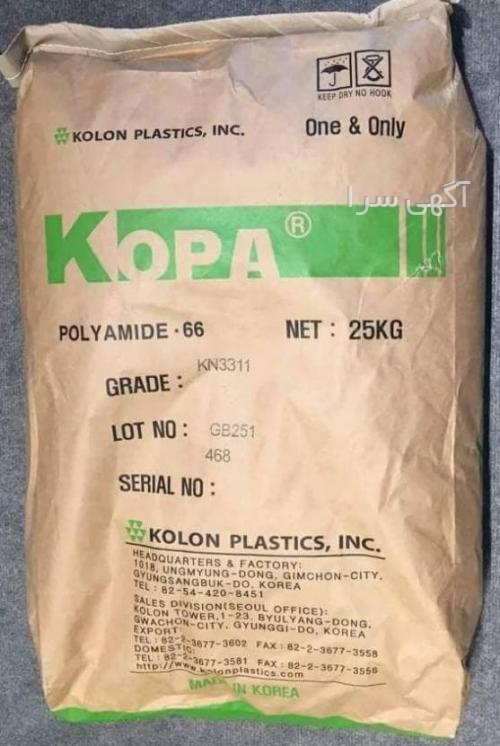 KEEP DRY NO HOOK
KOLON PLASTICS, INC.
One & Only
آگهی سرا
KOPA®
POLYAMIDE·66 NET : 25KG
GRADE : KN3311
LOT NO : GB251
468
SERIAL NO :
KOLON PLASTICS, INC.
HEADQUARTERS & FACTORY:
1018, UNGMYUNG-DONG, GIMCHON-CITY,
GYUNGSANGBUK-DO, KOREA
TEL : 82-54-420-8451
SALES DIVISION(SEOUL OFFICE):
KOLON TOWER,1-23, BYULYANG-DONG,
GWACHON-CITY, GYUNGGI-DO, KOREA
EXPORT:
TEL : 82-2-3677-3602 FAX : 82-2-3677-3558
DOMESTIC:
TEL : 82-2-3677-3581 FAX : 82-2-3677-3556
http://www.kolonplastics.com
MADE IN KOREA